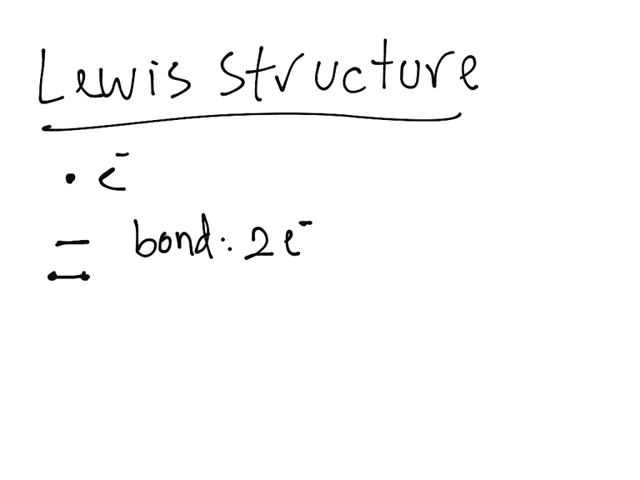 Lewis structure
• e⁻
— bond: 2e⁻